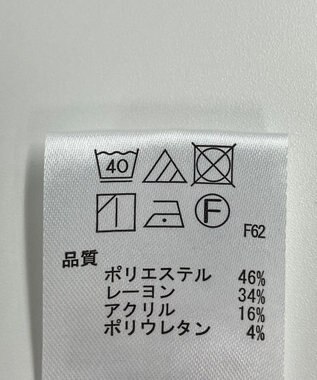 40
F
F62
品質
ポリエステル 46%
レーヨン 34%
アクリル 16%
ポリウレタン 4%